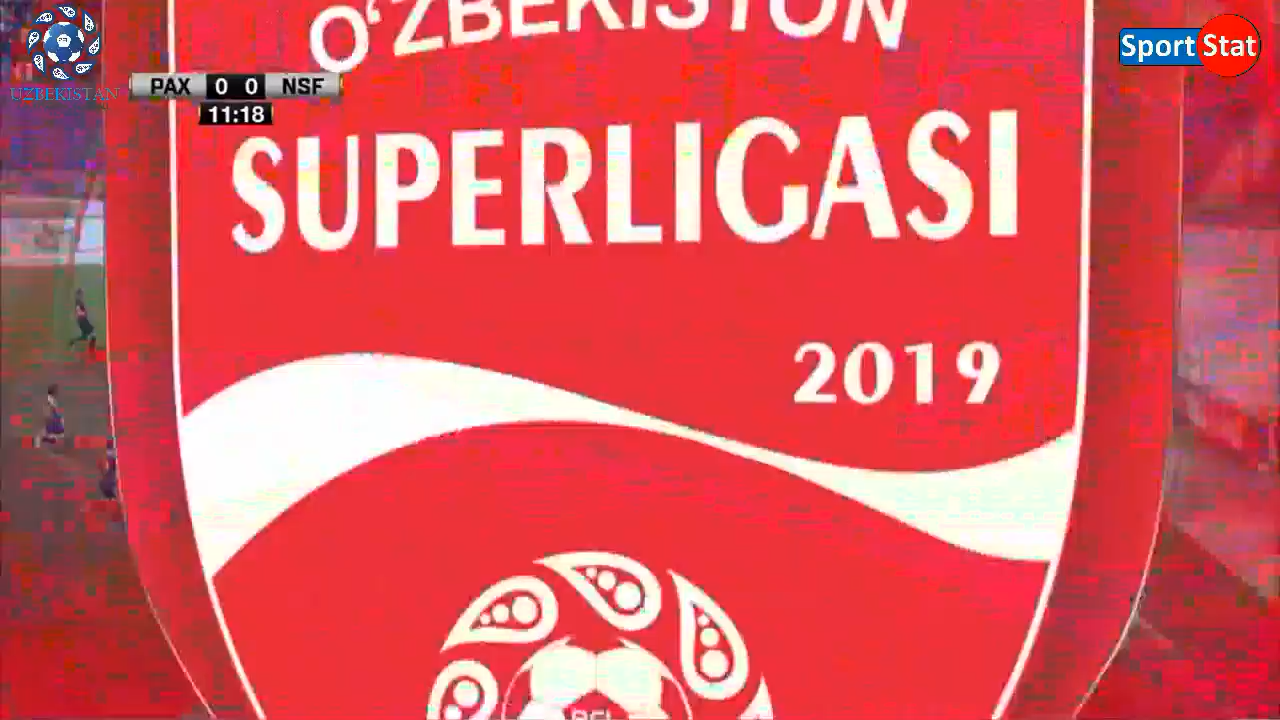 O‘ZBEKISTON
SUPERLIGASI
2019
UZBEKISTAN
PAX 0 0 NSF
11:18
Sport Stat